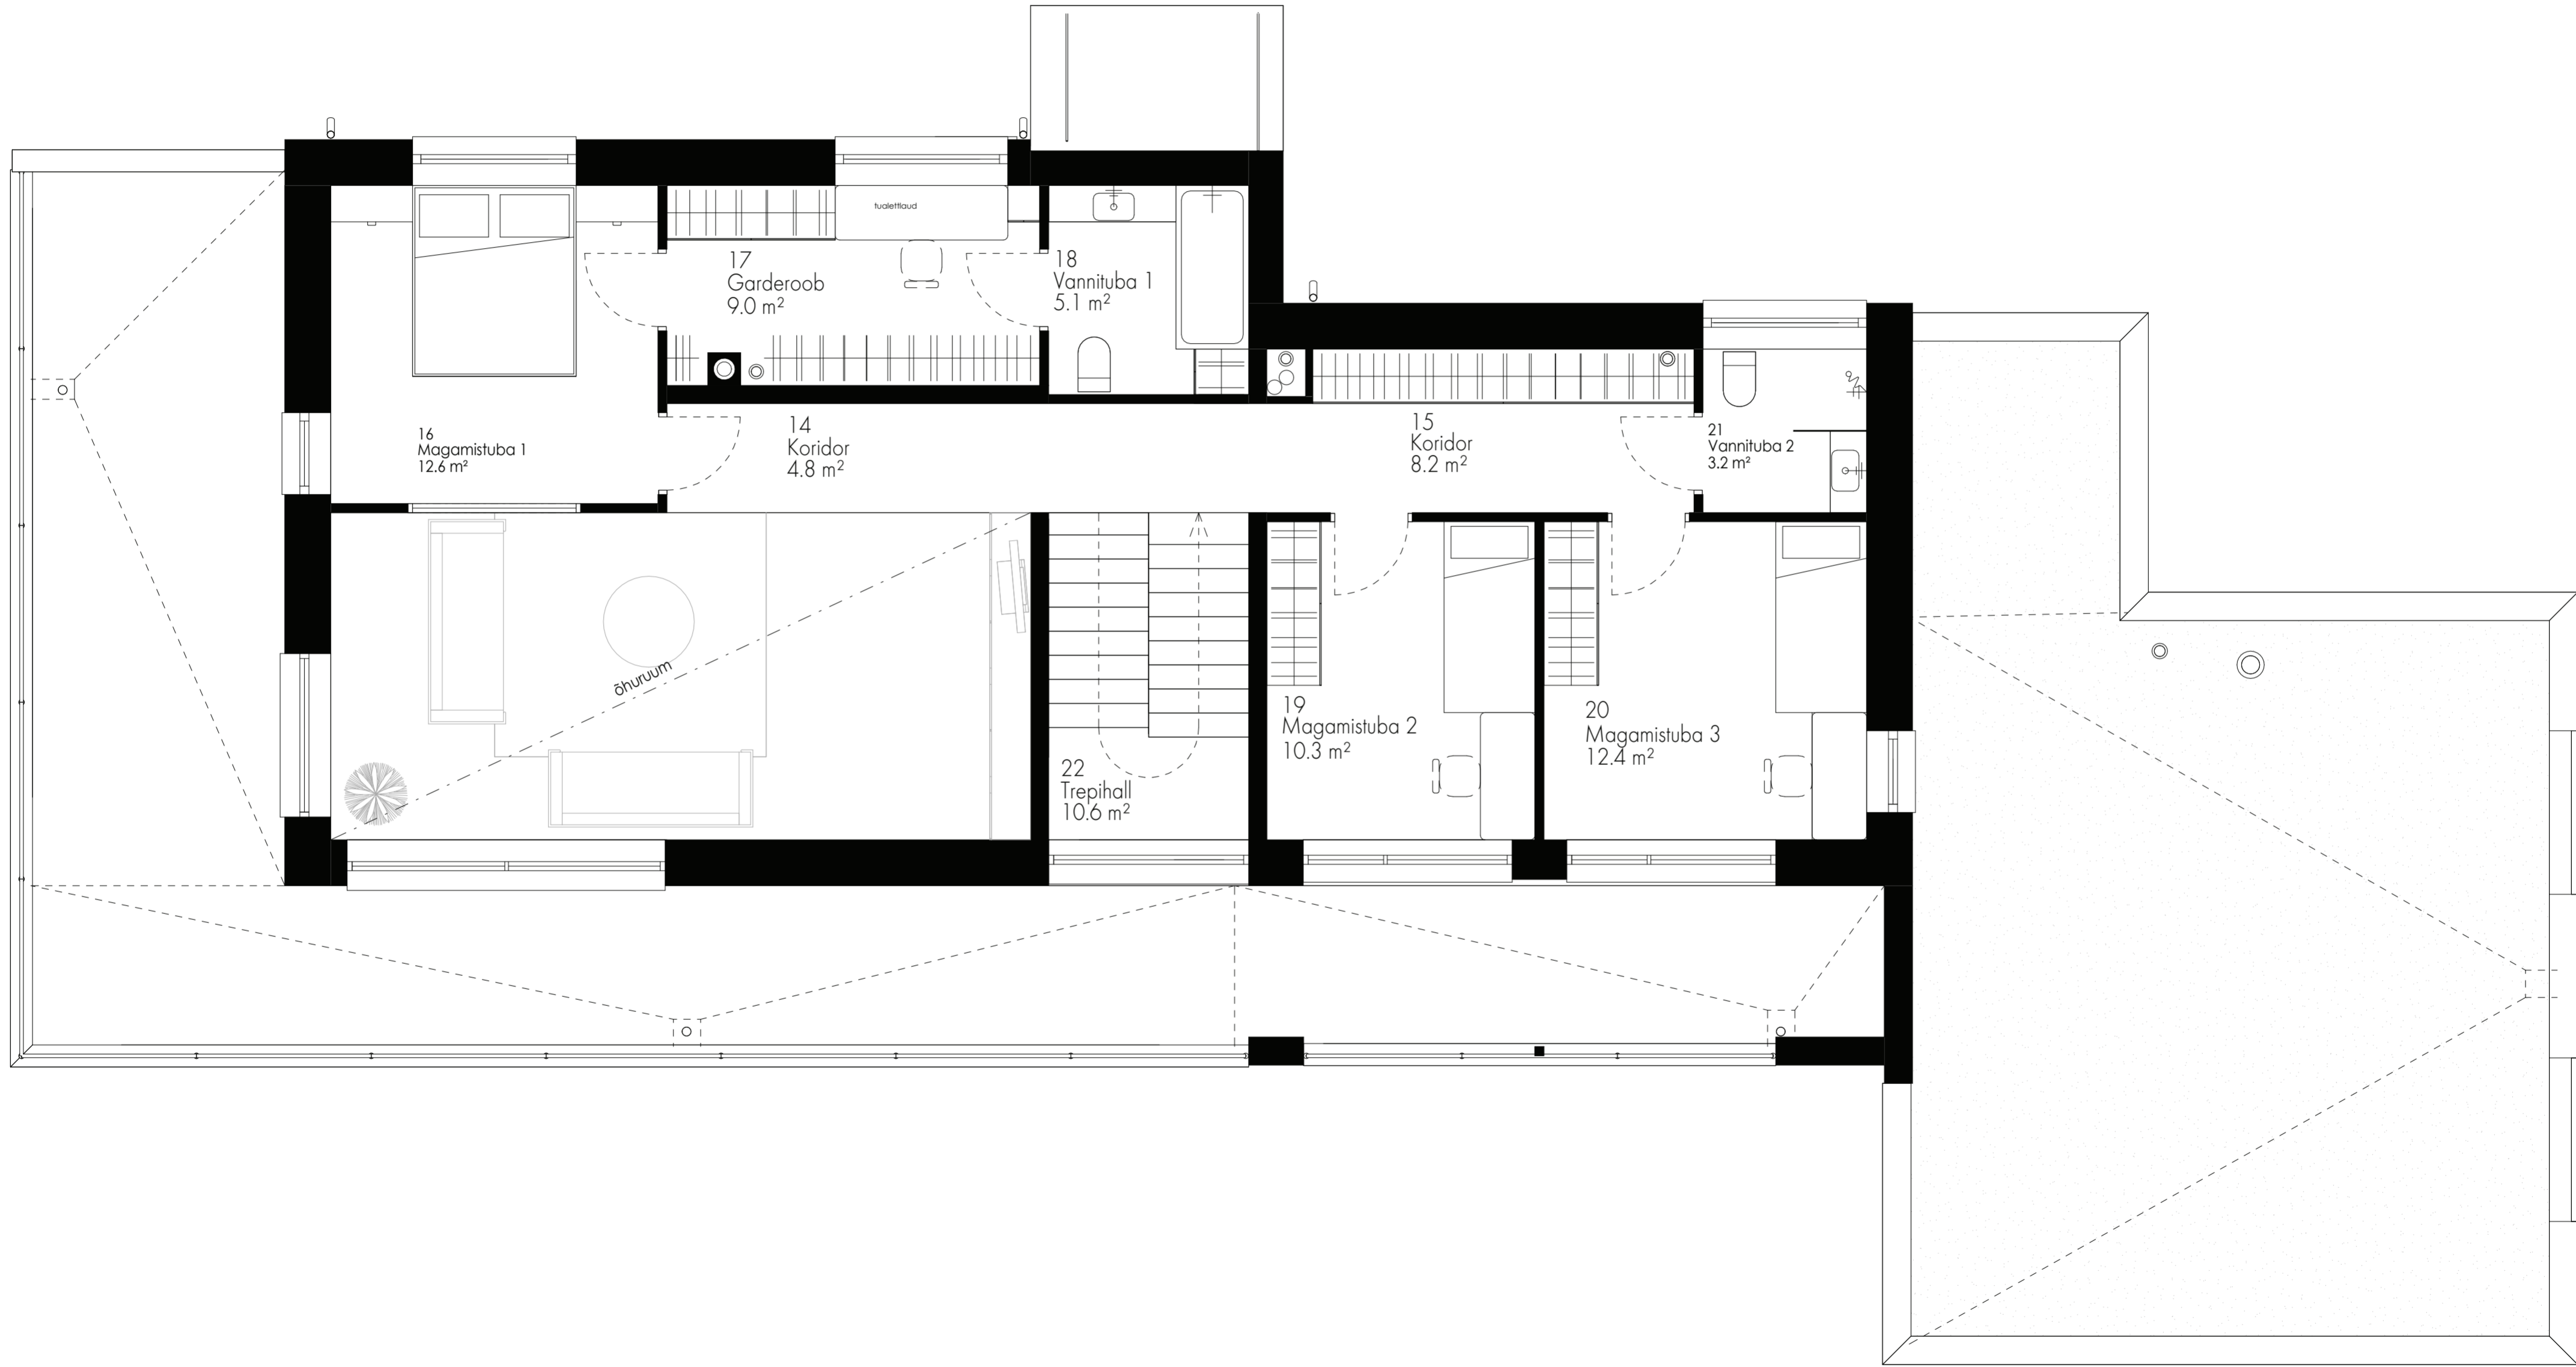 tualettlaud
17
Garderoob
9.0 m²
18
Vannituba 1
5.1 m²
16
Magamistuba 1
12.6 m²
14
Koridor
4.8 m²
15
Koridor
8.2 m²
21
Vannituba 2
3.2 m²
õhuruum
22
Trepihall
10.6 m²
19
Magamistuba 2
10.3 m²
20
Magamistuba 3
12.4 m²